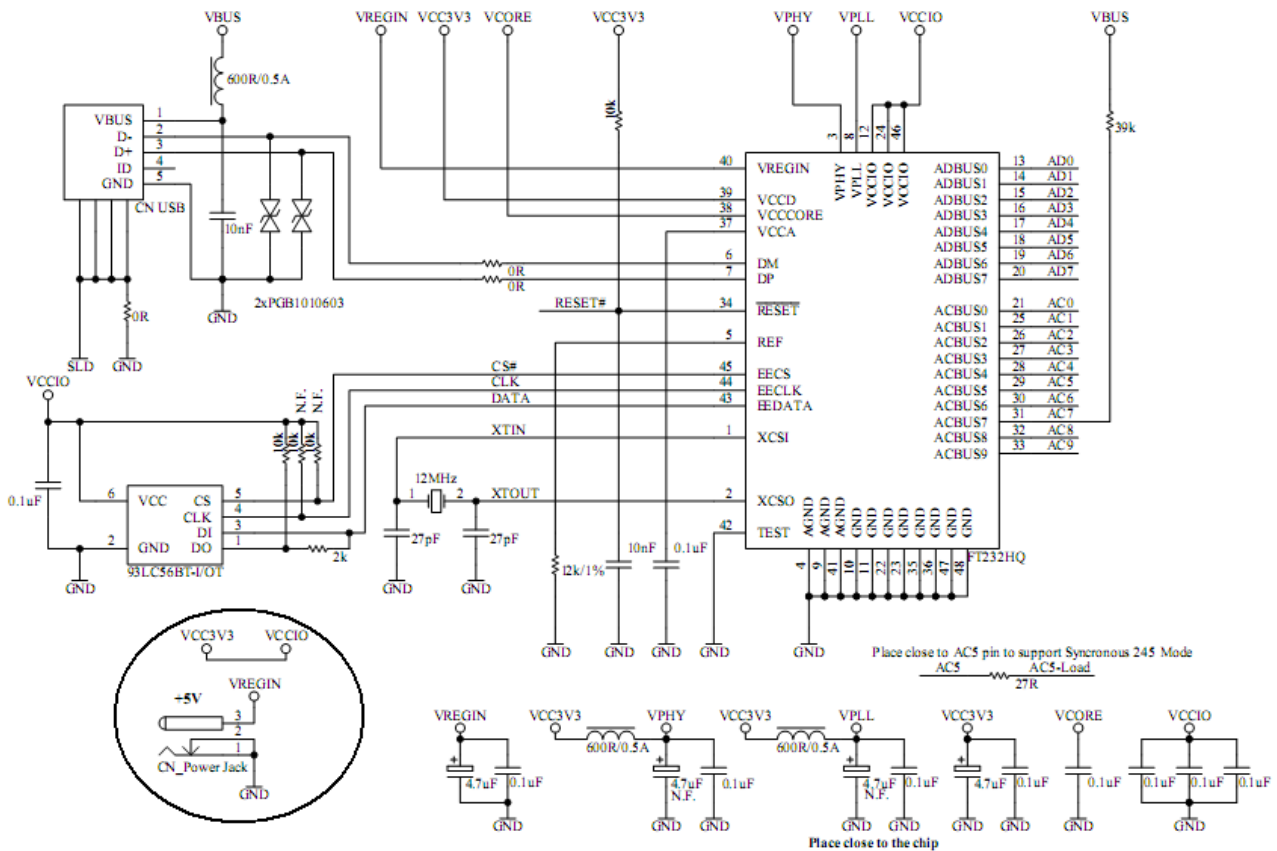 VBUS VREGIN VCC3V3 VCORE VCC3V3 VPHY VPLL VCCIO VBUS
600R/0.5A
10k
39k
3 8 12 24 46
VPHY VPLL VCCIO VCCIO VCCIO
VBUS 1
D- 2
D+ 3
ID 4
GND 5
CN USB
10nF
2xPGB1010603
0R
SLD GND GND
40 VREGIN
39 VCCD
38 VCCCORE
37 VCCA
6 DM
7 DP
0R
0R
RESET# 34 RESET
5 REF
CS# 45 EECS
CLK 44 EECLK
DATA 43 EEDATA
XTIN 1 XCSI
XTOUT 2 XCSO
42 TEST
ADBUS0 13 AD0
ADBUS1 14 AD1
ADBUS2 15 AD2
ADBUS3 16 AD3
ADBUS4 17 AD4
ADBUS5 18 AD5
ADBUS6 19 AD6
ADBUS7 20 AD7
ACBUS0 21 AC0
ACBUS1 25 AC1
ACBUS2 26 AC2
ACBUS3 27 AC3
ACBUS4 28 AC4
ACBUS5 29 AC5
ACBUS6 30 AC6
ACBUS7 31 AC7
ACBUS8 32 AC8
ACBUS9 33 AC9
AGND AGND AGND GND GND GND GND GND GND GND GND
4 9 41 10 11 22 23 35 36 47 48
FT232HQ
GND
VCCIO
N.F. N.F.
10k 10k 10k
0.1uF
6 VCC CS 5
CLK 4
DI 3
2 GND DO 1
2k
93LC56BT-I/OT
GND
12MHz
1 2
27pF 27pF
GND GND
12k/1%
10nF 0.1uF
GND GND GND GND
VCC3V3 VCCIO
VREGIN
+5V
3
2
1
CN_Power Jack
GND
Place close to AC5 pin to support Syncronous 245 Mode
AC5 AC5-Load
27R
VREGIN VCC3V3 VPHY VCC3V3 VPLL VCC3V3 VCORE VCCIO
600R/0.5A 600R/0.5A
+ + + +
4.7uF 0.1uF 4.7uF 0.1uF 4.7uF 0.1uF 4.7uF 0.1uF 0.1uF 0.1uF 0.1uF 0.1uF
N.F. N.F.
GND GND GND GND GND GND GND GND GND
Place close to the chip